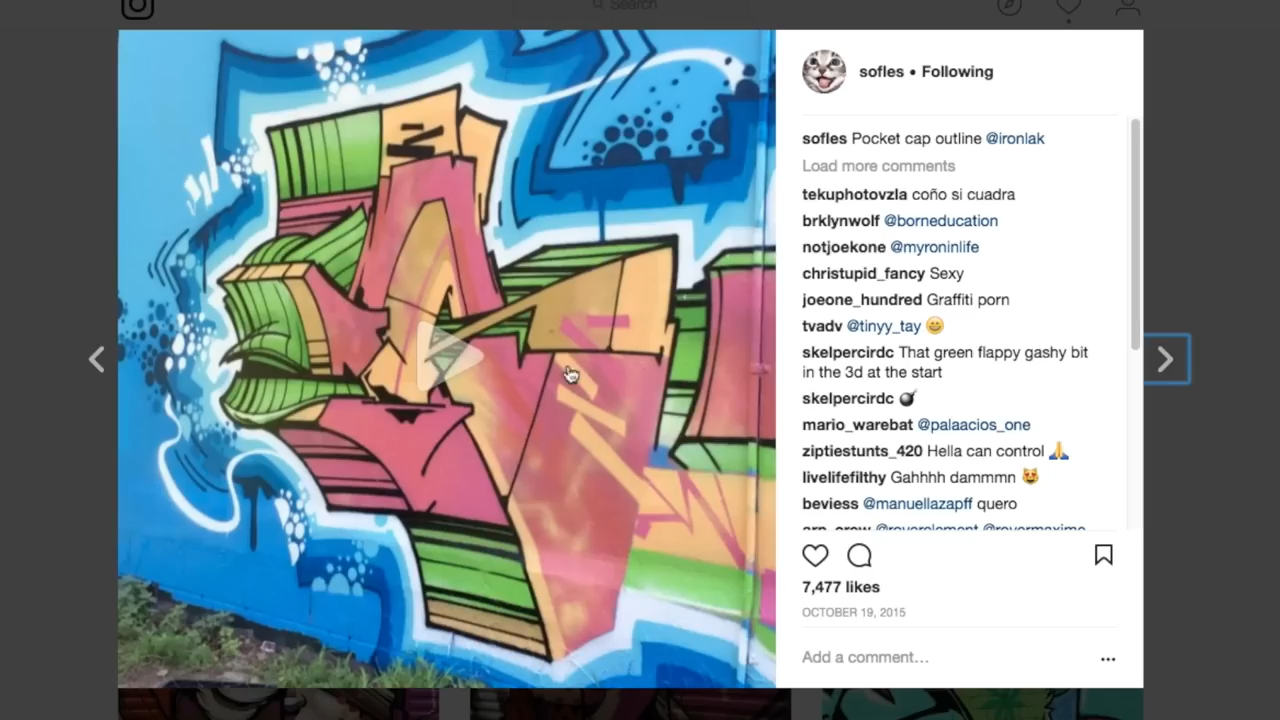 Search
sofles • Following
sofles Pocket cap outline @ironlak
Load more comments
tekuphotovzla coño si cuadra
brklynwolf @borneducation
notjoekone @myroninlife
christupid_fancy Sexy
joeone_hundred Graffiti porn
tvadv @tinyy_tay 😊
skelpercirdc That green flappy gashy bit
in the 3d at the start
skelpercirdc 💣
mario_warebat @palaacios_one
ziptiestunts_420 Hella can control 🙏
livelifefilthy Gahhhh dammmn 😻
beviess @manuellazapff quero
7,477 likes
OCTOBER 19, 2015
Add a comment…